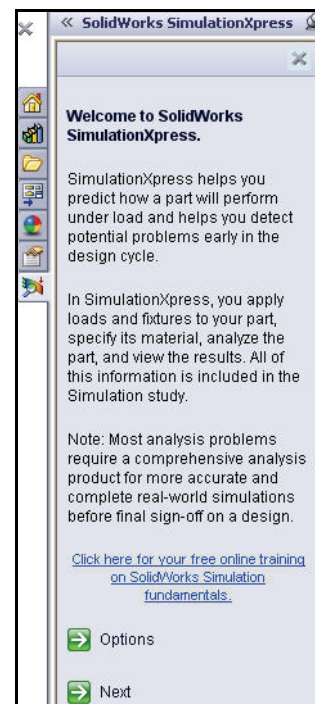 « SolidWorks SimulationXpress
Welcome to SolidWorks
SimulationXpress.
SimulationXpress helps you
predict how a part will perform
under load and helps you detect
potential problems early in the
design cycle.
In SimulationXpress, you apply
loads and fixtures to your part,
specify its material, analyze the
part, and view the results. All of
this information is included in the
Simulation study.
Note: Most analysis problems
require a comprehensive analysis
product for more accurate and
complete real-world simulations
before final sign-off on a design.
Click here for your free online training
on SolidWorks Simulation
fundamentals.
Options
Next